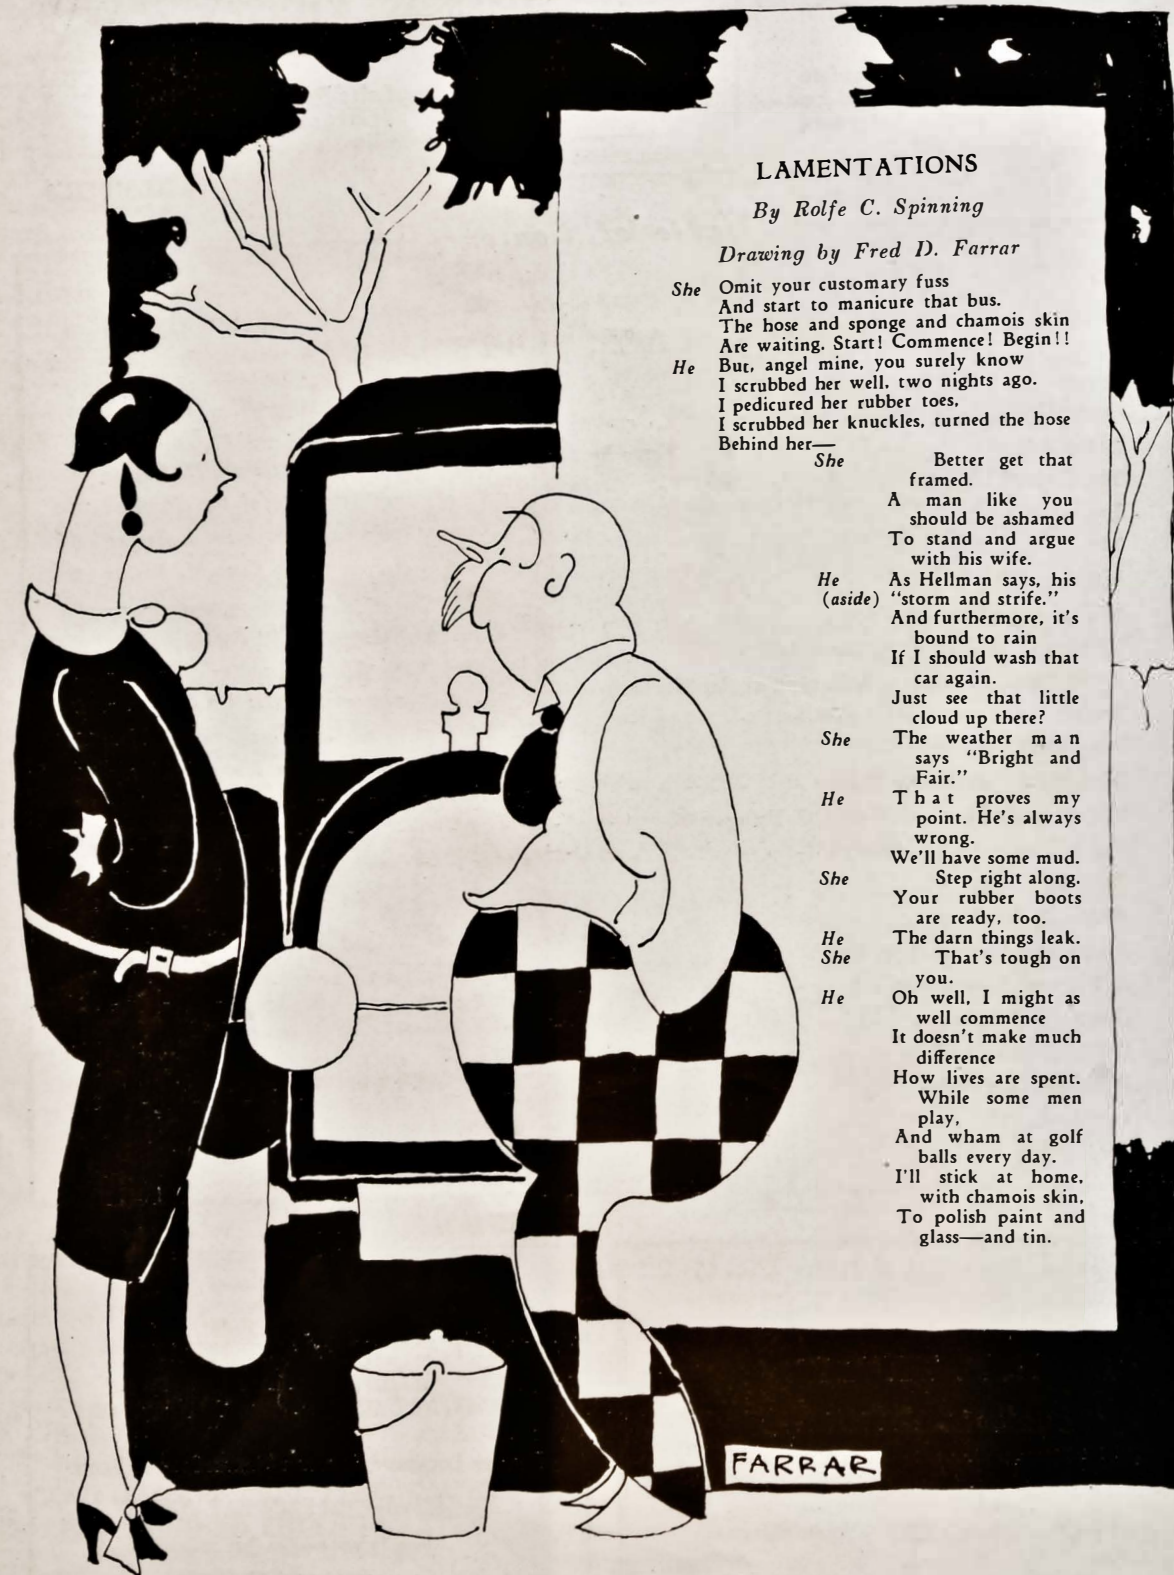 LAMENTATIONS
By Rolfe C. Spinning
Drawing by Fred D. Farrar
She Omit your customary fuss
And start to manicure that bus.
The hose and sponge and chamois skin
Are waiting. Start! Commence! Begin!!
He But, angel mine, you surely know
I scrubbed her well, two nights ago.
I pedicured her rubber toes,
I scrubbed her knuckles, turned the hose
Behind her—
She Better get that
framed.
A man like you
should be ashamed
To stand and argue
with his wife.
He As Hellman says, his
(aside) "storm and strife."
And furthermore, it's
bound to rain
If I should wash that
car again.
Just see that little
cloud up there?
She The weather man
says "Bright and
Fair."
He That proves my
point. He's always
wrong.
We'll have some mud.
She Step right along.
Your rubber boots
are ready, too.
He The darn things leak.
She That's tough on
you.
He Oh well, I might as
well commence
It doesn't make much
difference
How lives are spent.
While some men
play,
And wham at golf
balls every day.
I'll stick at home,
with chamois skin,
To polish paint and
glass—and tin.
FARRAR